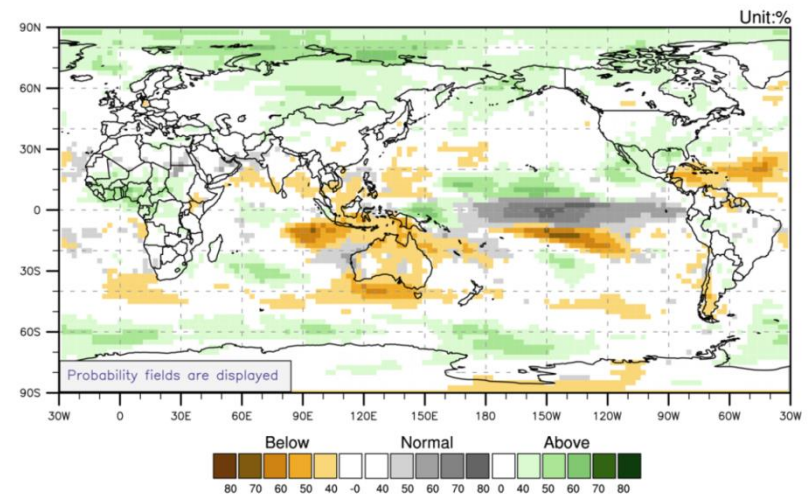 Unit:%
90N
60N
30N
0
30S
60S
90S
Probability fields are displayed
30W 0 30E 60E 90E 120E 150E 180 150W 120W 90W 60W 30W
Below Normal Above
80 70 60 50 40 -0 40 50 60 70 80 0 40 50 60 70 80